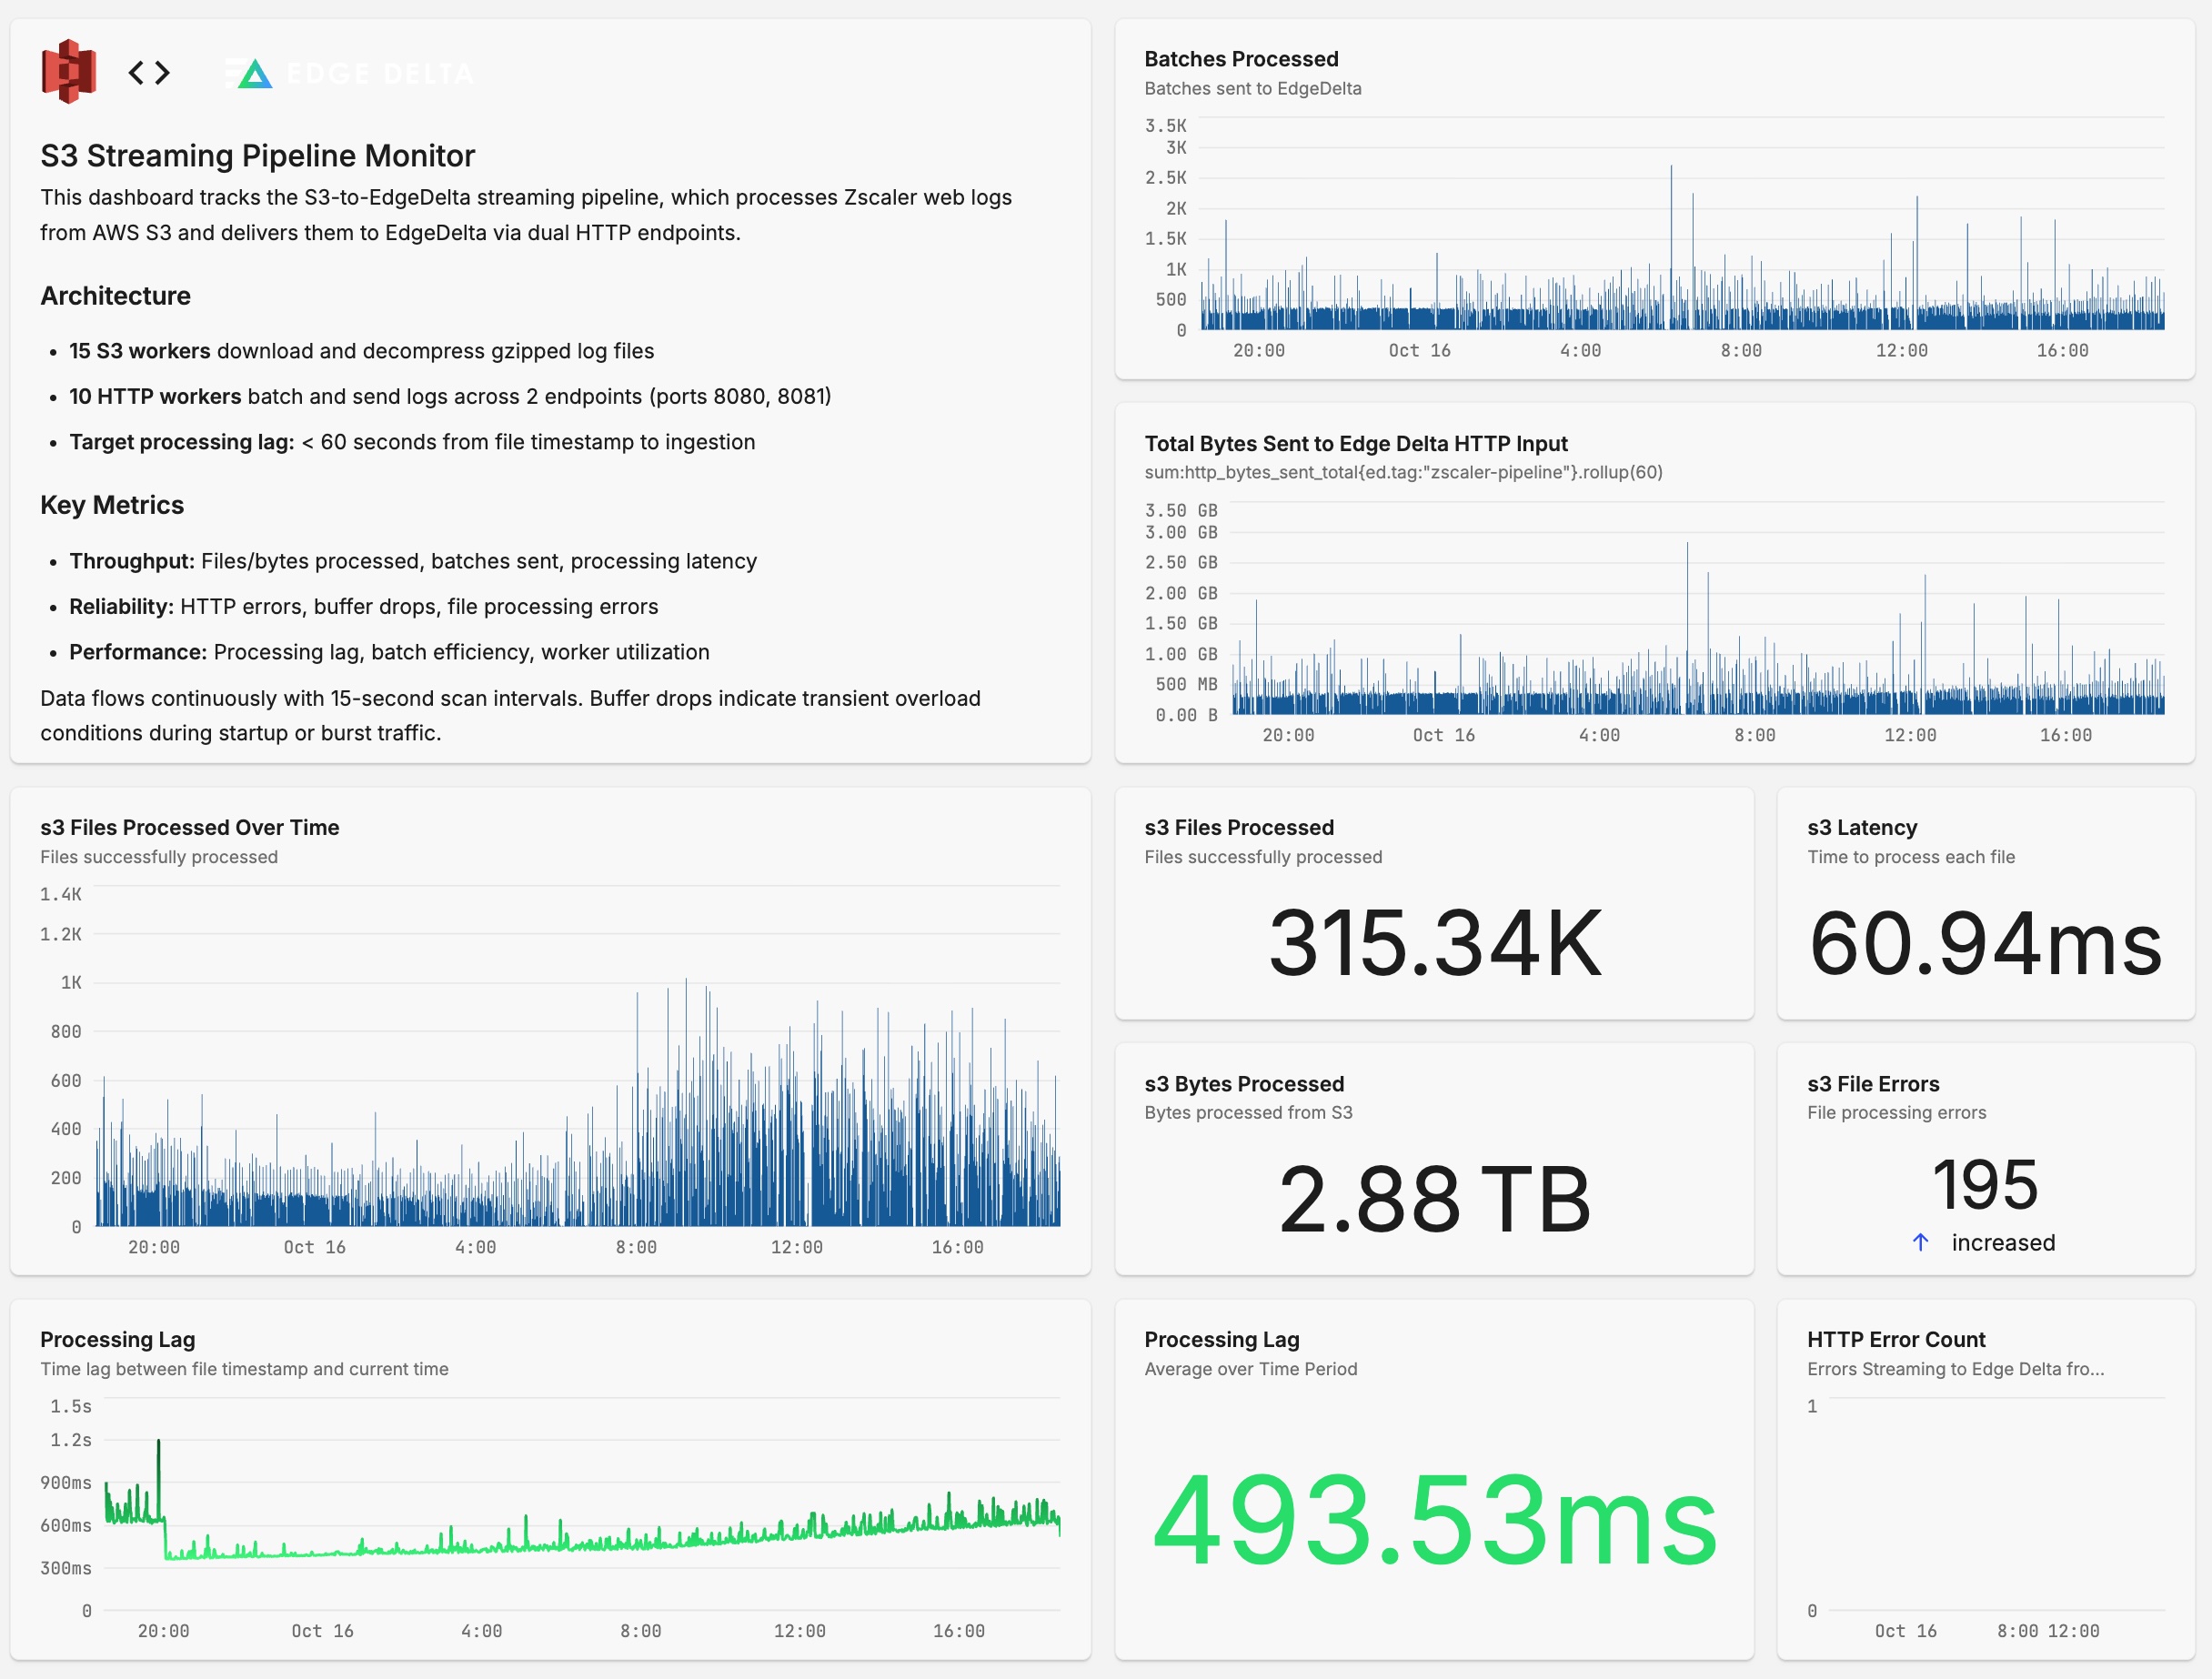 EDGE DELTA
S3 Streaming Pipeline Monitor
This dashboard tracks the S3-to-EdgeDelta streaming pipeline, which processes Zscaler web logs
from AWS S3 and delivers them to EdgeDelta via dual HTTP endpoints.
Architecture
• 15 S3 workers download and decompress gzipped log files
• 10 HTTP workers batch and send logs across 2 endpoints (ports 8080, 8081)
• Target processing lag: < 60 seconds from file timestamp to ingestion
Key Metrics
• Throughput: Files/bytes processed, batches sent, processing latency
• Reliability: HTTP errors, buffer drops, file processing errors
• Performance: Processing lag, batch efficiency, worker utilization
Data flows continuously with 15-second scan intervals. Buffer drops indicate transient overload
conditions during startup or burst traffic.
Batches Processed
Batches sent to EdgeDelta
3.5K
3K
2.5K
2K
1.5K
1K
500
0
20:00 Oct 16 4:00 8:00 12:00 16:00
Total Bytes Sent to Edge Delta HTTP Input
sum:http_bytes_sent_total{ed.tag:"zscaler-pipeline"}.rollup(60)
3.50 GB
3.00 GB
2.50 GB
2.00 GB
1.50 GB
1.00 GB
500 MB
0.00 B
20:00 Oct 16 4:00 8:00 12:00 16:00
s3 Files Processed Over Time
Files successfully processed
1.4K
1.2K
1K
800
600
400
200
0
20:00 Oct 16 4:00 8:00 12:00 16:00
s3 Files Processed
Files successfully processed
315.34K
s3 Latency
Time to process each file
60.94ms
s3 Bytes Processed
Bytes processed from S3
2.88 TB
s3 File Errors
File processing errors
195
↑ increased
Processing Lag
Time lag between file timestamp and current time
1.5s
1.2s
900ms
600ms
300ms
0
20:00 Oct 16 4:00 8:00 12:00 16:00
Processing Lag
Average over Time Period
493.53ms
HTTP Error Count
Errors Streaming to Edge Delta fro...
1
0
Oct 16 8:00 12:00